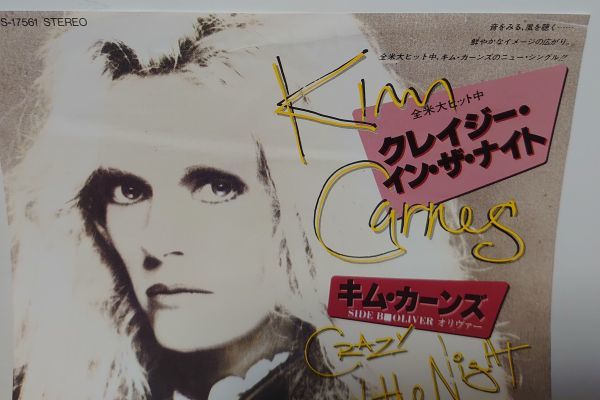 S-17561 STEREO
音をみる、風を聴く……
鮮やかなイメージの広がり。
全米大ヒット中、キム・カーンズのニュー・シングル!!
Kim
全米大ヒット中
クレイジー・
イン・ザ・ナイト
Carnes
キム・カーンズ
SIDE B■OLIVER オリヴァー
CRAZY in
the Night